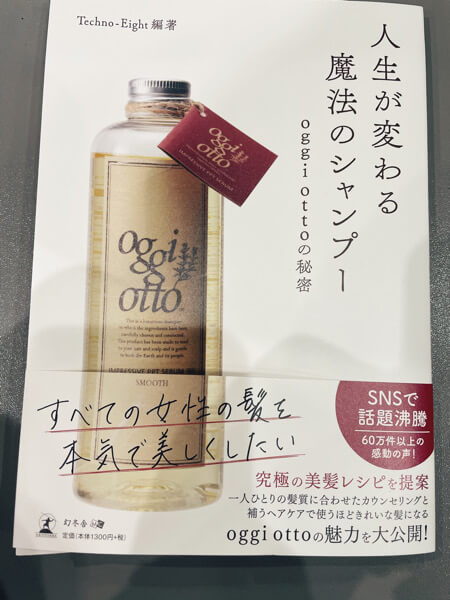 Techno-Eight 編著
人生が変わる
魔法のシャンプー
oggi ottoの秘密
oggi
otto
oggi
otto
IMPRESSIVE PPT SERUM
SMOOTH
すべての女性の髪を
本気で美しくしたい
SNSで
話題沸騰
60万件以上の
感動の声!
究極の美髪レシピを提案
一人ひとりの髪質に合わせたカウンセリングと
補うヘアケアで使うほどきれいな髪になる
oggi ottoの魅力を大公開!
幻冬舎
定価(本体1300円+税)